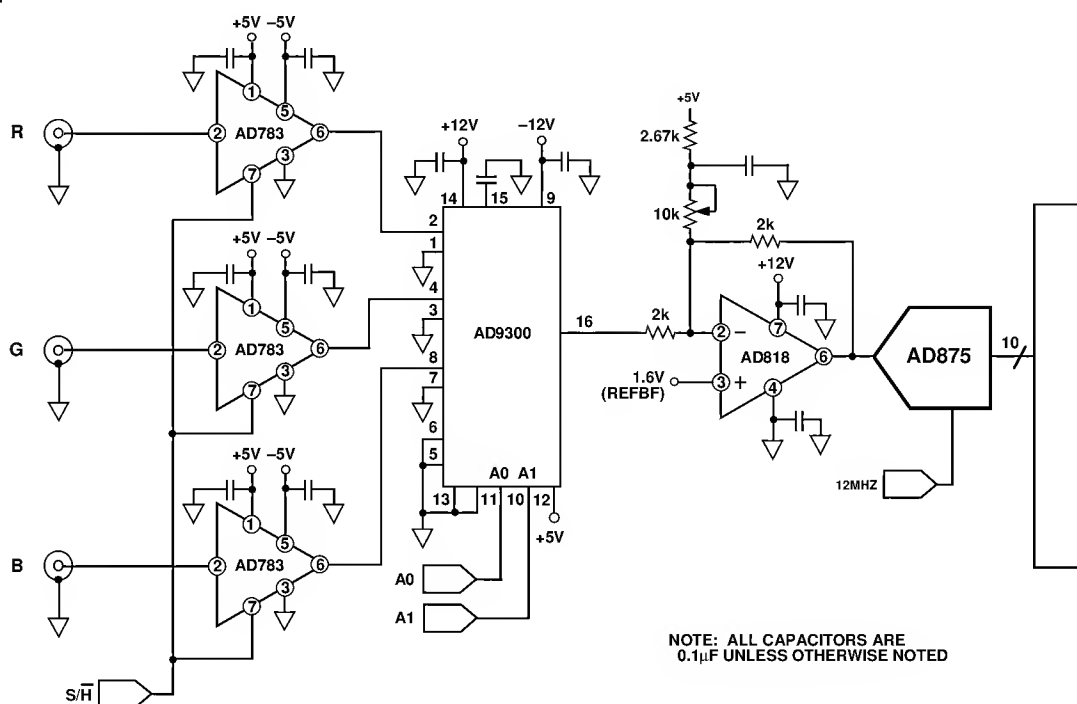 +5V –5V
1
5
R
2
AD783
6
3
7
+12V
–12V
14
15
9
+5V
2.67k
10k
2k
+12V
+5V –5V
1
5
G
2
AD783
6
3
7
2
1
4
3
8
7
6
5
AD9300
16
2k
2
–
7
AD818
6
1.6V
(REFBF)
3
+
4
AD875
10
12MHZ
A0 A1
13
11
10
12
+5V
+5V –5V
1
5
B
2
AD783
6
3
7
A0
A1
S/H̅
NOTE: ALL CAPACITORS ARE
0.1µF UNLESS OTHERWISE NOTED